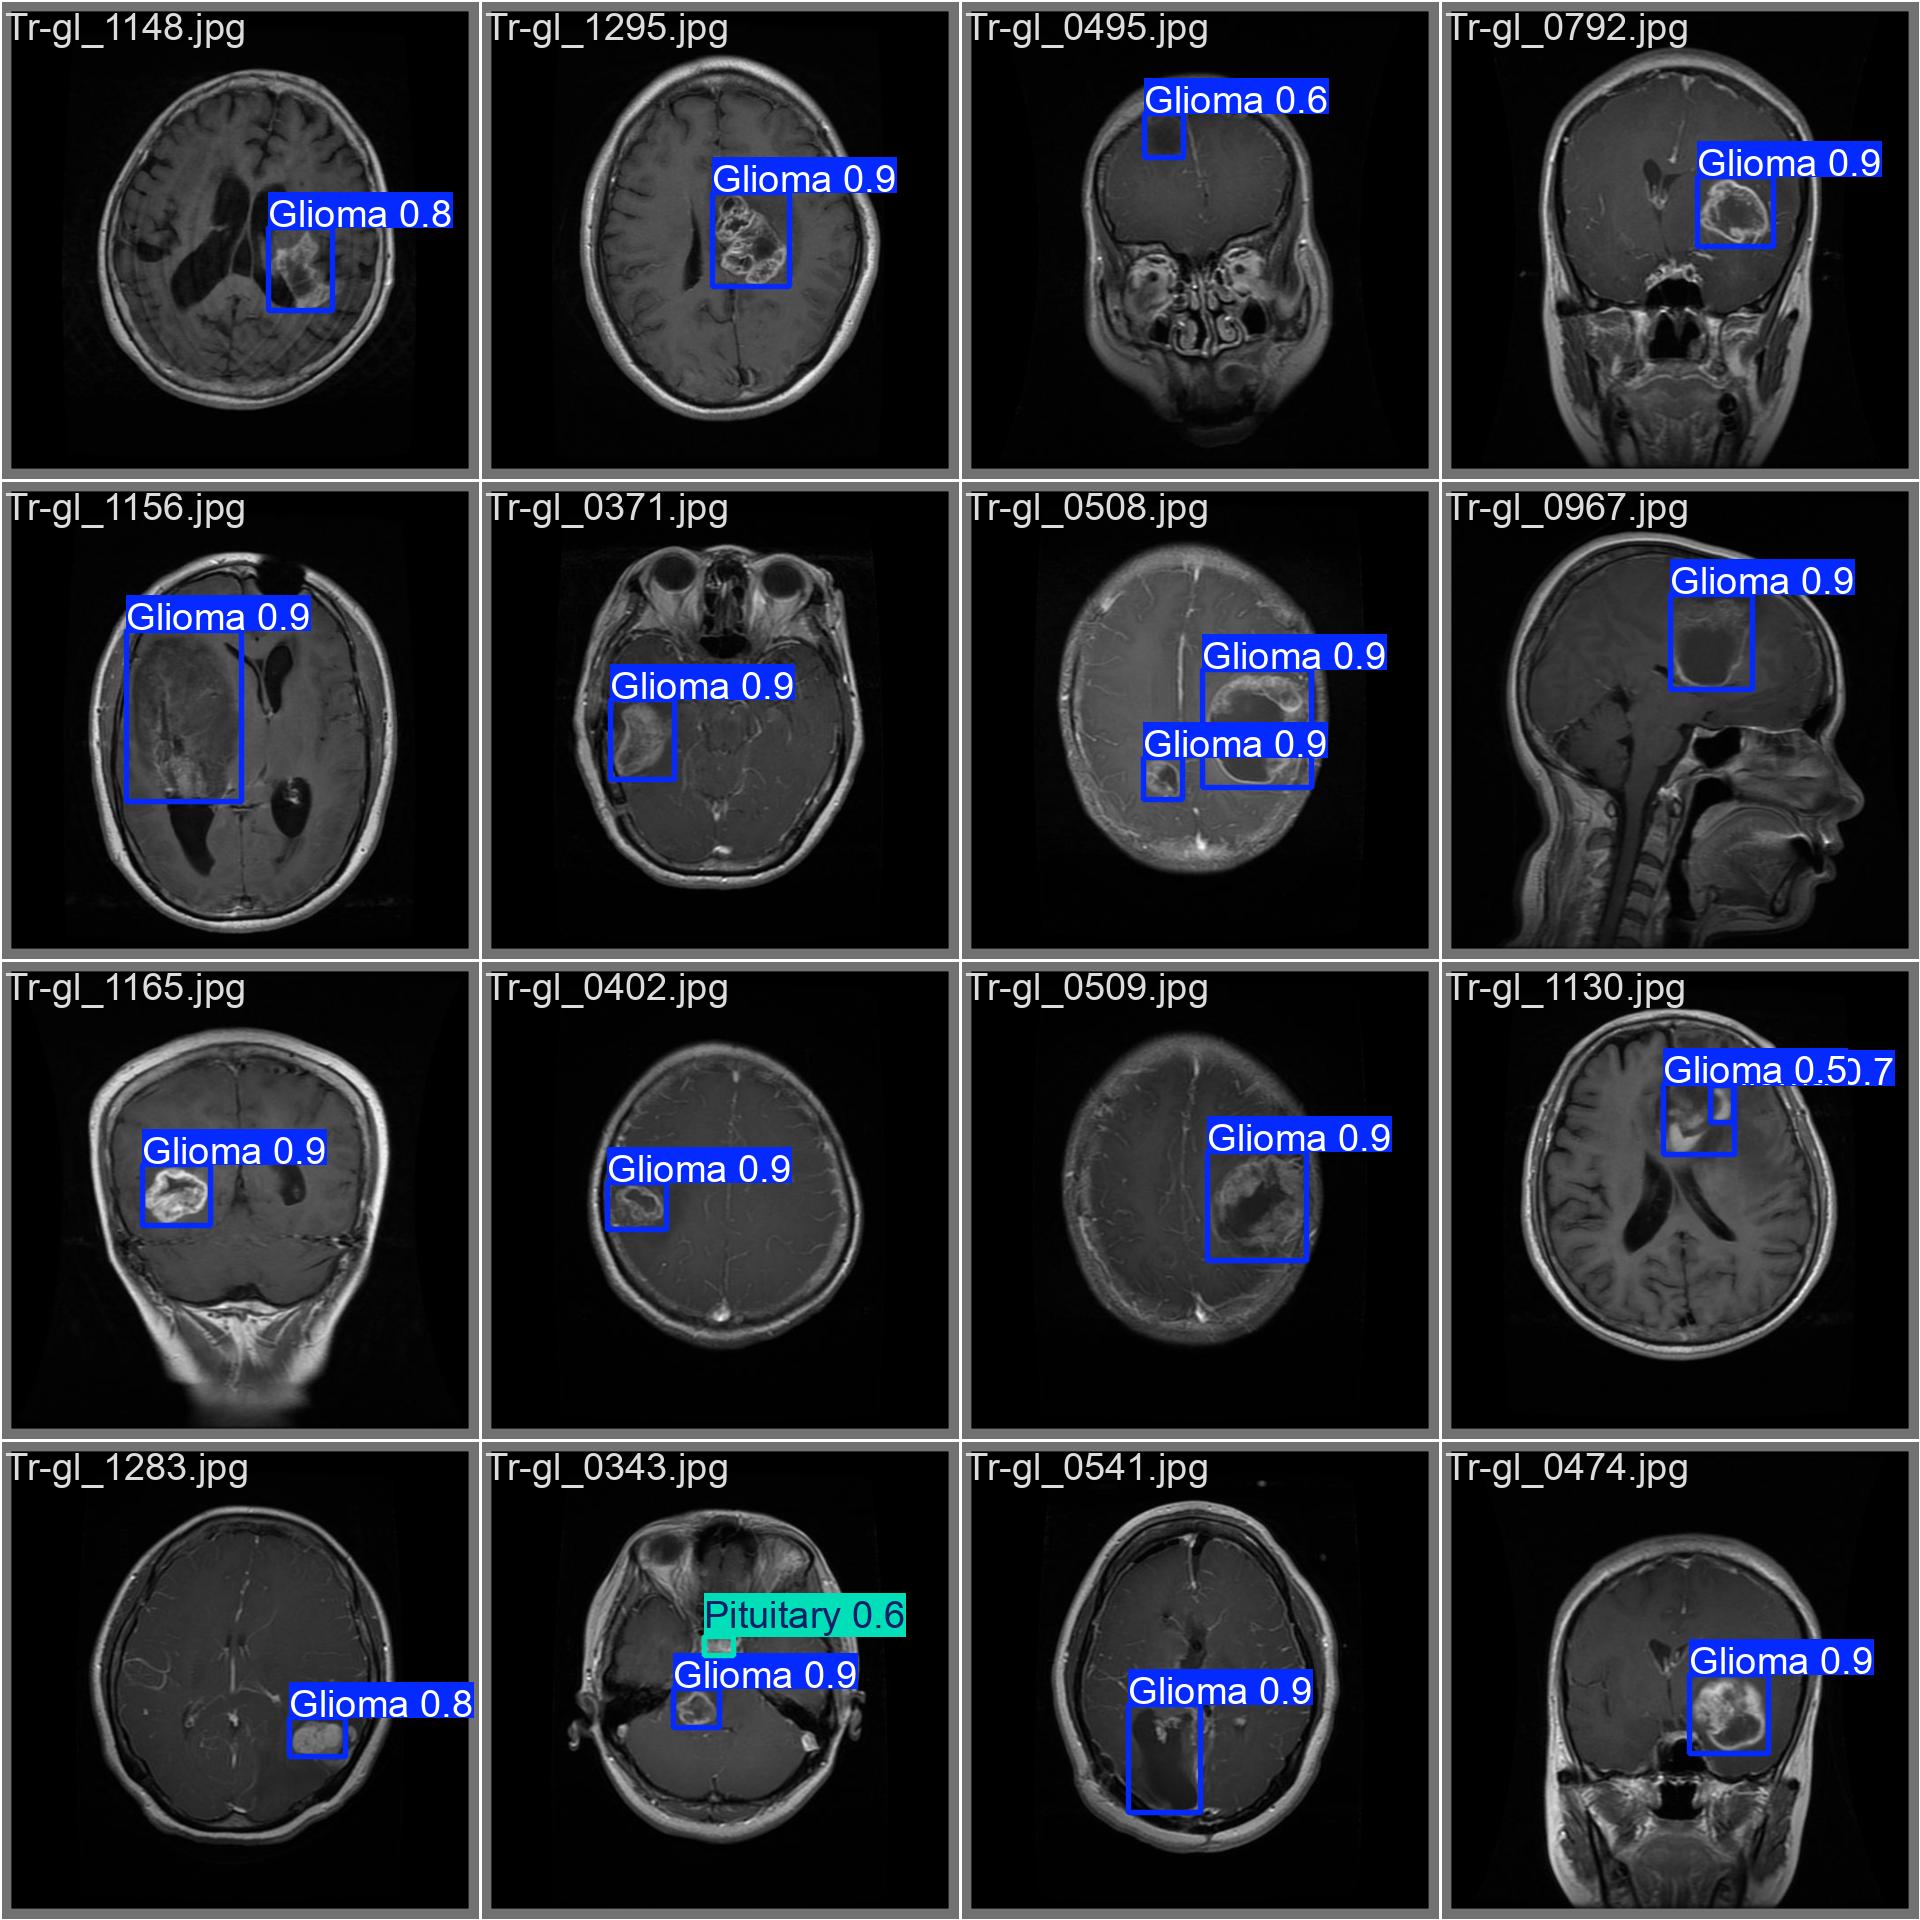 Tr-gl_1148.jpg
Glioma 0.8
Tr-gl_1295.jpg
Glioma 0.9
Tr-gl_0495.jpg
Glioma 0.6
Tr-gl_0792.jpg
Glioma 0.9
Tr-gl_1156.jpg
Glioma 0.9
Tr-gl_0371.jpg
Glioma 0.9
Tr-gl_0508.jpg
Glioma 0.9
Glioma 0.9
Tr-gl_0967.jpg
Glioma 0.9
Tr-gl_1165.jpg
Glioma 0.9
Tr-gl_0402.jpg
Glioma 0.9
Tr-gl_0509.jpg
Glioma 0.9
Tr-gl_1130.jpg
Glioma 0.5
Tr-gl_1283.jpg
Glioma 0.8
Tr-gl_0343.jpg
Pituitary 0.6
Glioma 0.9
Tr-gl_0541.jpg
Glioma 0.9
Tr-gl_0474.jpg
Glioma 0.9